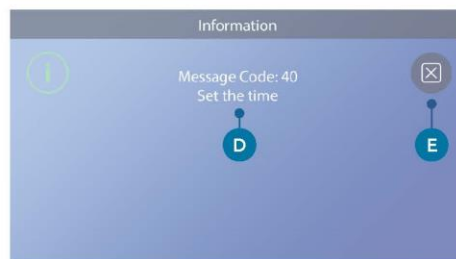 Information
Message Code: 40
Set the time
D
E